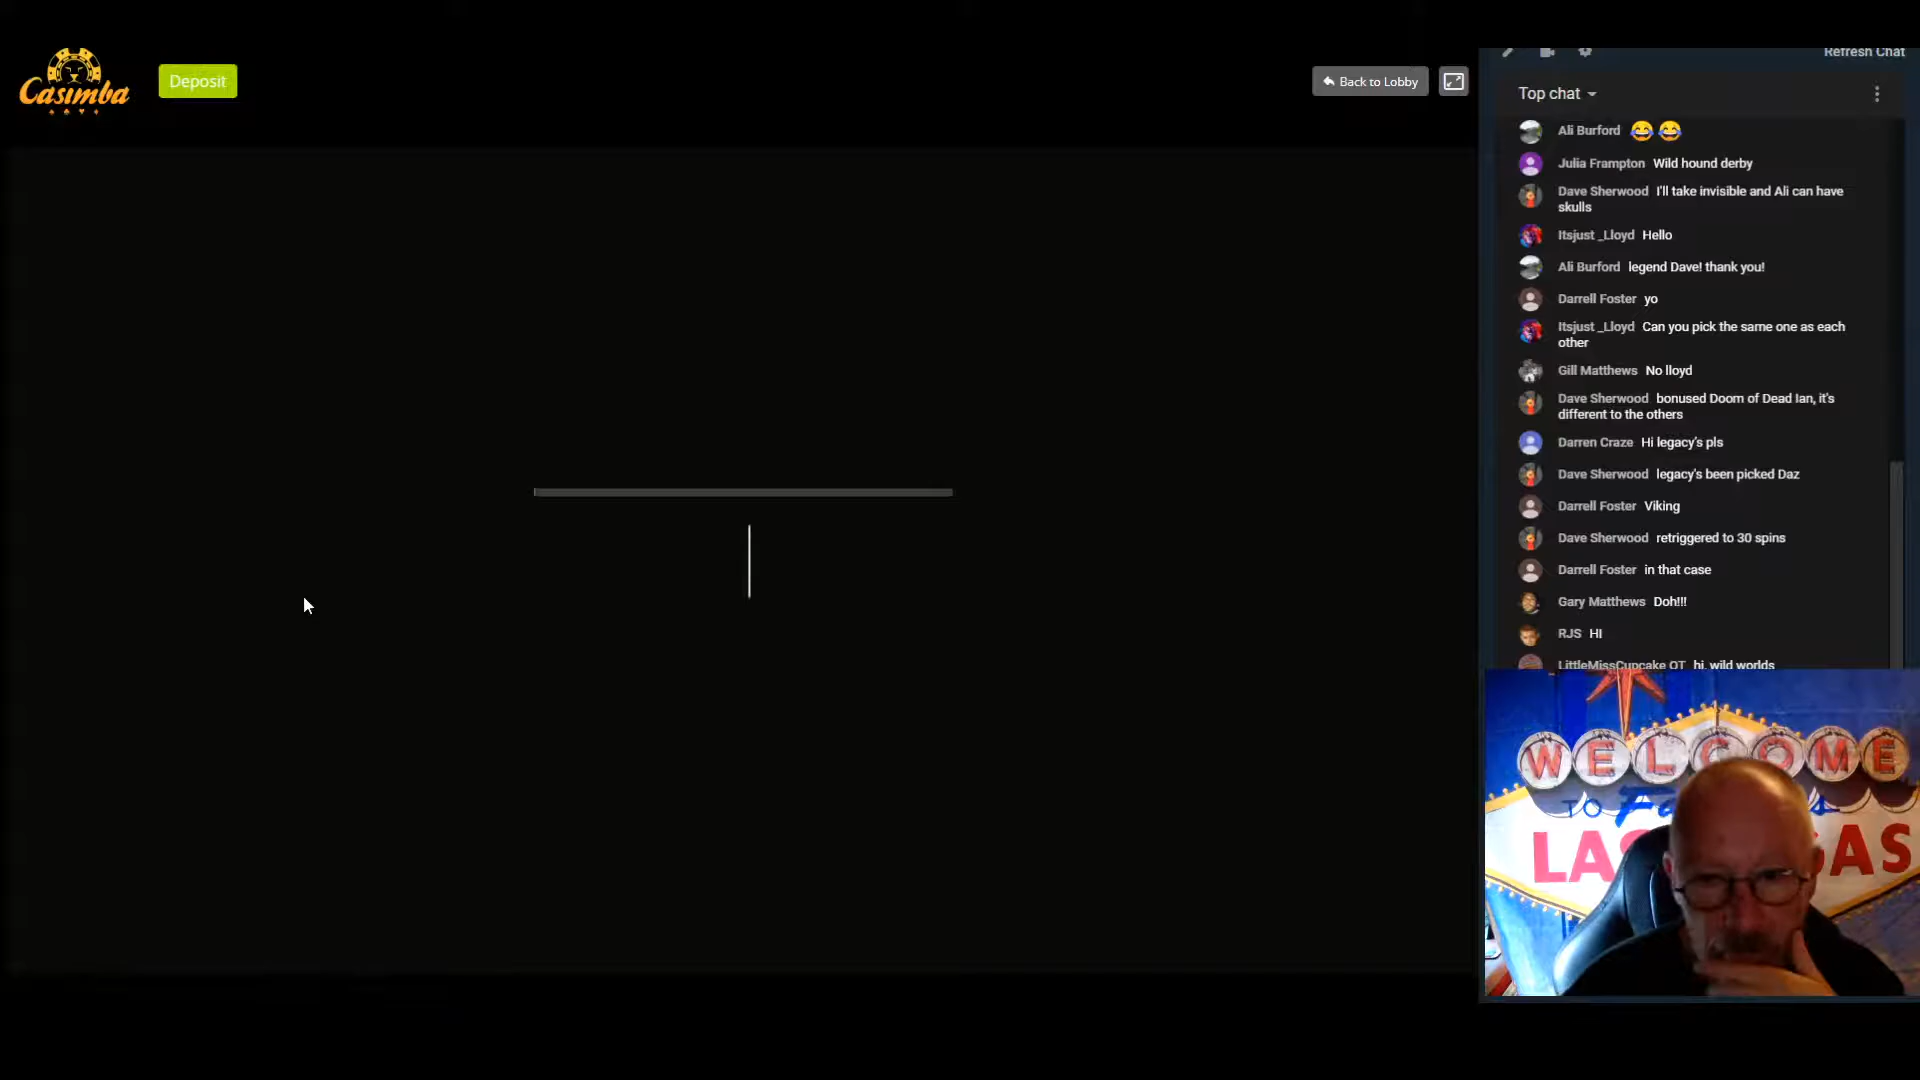 Casimba
Deposit
Back to Lobby
Refresh Chat
Top chat
Ali Burford 😂😂
Julia Frampton Wild hound derby
Dave Sherwood I'll take invisible and Ali can have
skulls
Itsjust _Lloyd Hello
Ali Burford legend Dave! thank you!
Darrell Foster yo
Itsjust _Lloyd Can you pick the same one as each
other
Gill Matthews No lloyd
Dave Sherwood bonused Doom of Dead Ian, it's
different to the others
Darren Craze Hi legacy's pls
Dave Sherwood legacy's been picked Daz
Darrell Foster Viking
Dave Sherwood retriggered to 30 spins
Darrell Foster in that case
Gary Matthews Doh!!!
RJS HI
LittleMissCupcake OT hi, wild worlds
WELCOME
TO
LAS
GAS